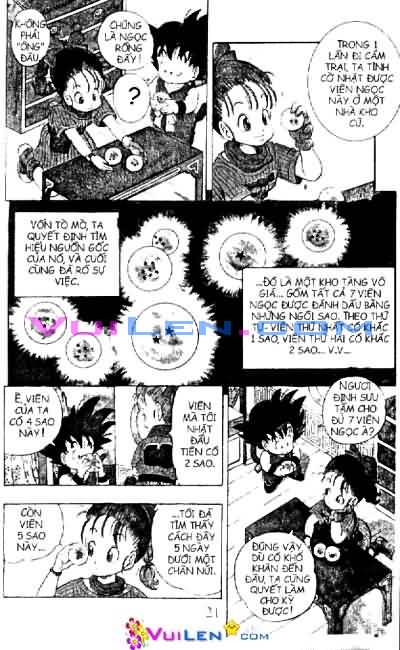 KHÔNG
PHẢI
"ÔNG"
ĐÂU.
CHÚNG
LÀ NGỌC
RỒNG
ĐẤY!
?
TRONG 1
LẦN ĐI CẮM
TRẠI, TA TÌNH
CỜ NHẶT ĐƯỢC
VIÊN NGỌC
NÀY Ở MỘT
NHÀ KHO
CŨ.
VỐN TÒ MÒ, TA
QUYẾT ĐỊNH TÌM
HIỂU NGUỒN GỐC
CỦA NÓ, VÀ CUỐI
CÙNG ĐÃ RÕ SỰ
VIỆC.
...ĐÓ LÀ MỘT KHO TÀNG VÔ
GIÁ...GỒM TẤT CẢ 7 VIÊN
NGỌC ĐƯỢC ĐÁNH DẤU BẰNG
NHỮNG NGÔI SAO. THEO THỨ
TỰ - VIÊN THỨ NHẤT CÓ KHẮC
1 SAO, VIÊN THỨ HAI CÓ KHẮC
2 SAO... V.V...
VUILEN.COM
Ê, VIÊN
CỦA TA
CÓ 4 SAO
NÀY!
VIÊN
MÀ TÔI
NHẶT
ĐẦU
TIÊN CÓ
2 SAO.
NGƯƠI
ĐỊNH SƯU
TẦM CHO
ĐỦ 7 VIÊN
NGỌC À?
CÒN
VIÊN
5 SAO
NÀY...
...TÔI ĐÃ
TÌM THẤY
CÁCH ĐÂY
5 NGÀY
DƯỚI MỘT
CHÂN NÚI.
ĐÚNG VẬY,
DÙ CÓ KHÓ
KHĂN ĐẾN
ĐÂU, TA CŨNG
QUYẾT LÀM
CHO KỲ
ĐƯỢC!
VUILEN.COM